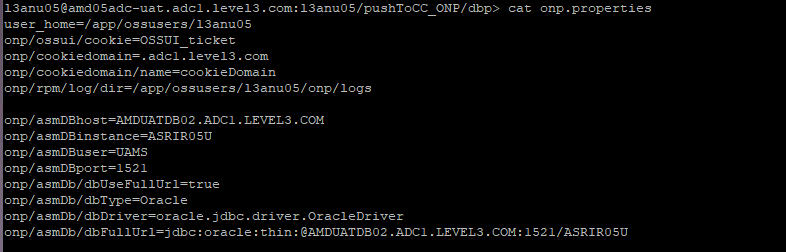 l3anu05@amd05adc-uat.adc1.level3.com:l3anu05/pushToCC_ONP/dbp> cat onp.properties
user_home=/app/ossusers/l3anu05
onp/ossui/cookie=OSSUI_ticket
onp/cookiedomain=.adc1.level3.com
onp/cookiedomain/name=cookieDomain
onp/rpm/log/dir=/app/ossusers/l3anu05/onp/logs
onp/asmDBhost=AMDUATDB02.ADC1.LEVEL3.COM
onp/asmDBinstance=ASRIR05U
onp/asmDBuser=UAMS
onp/asmDBport=1521
onp/asmDb/dbUseFullUrl=true
onp/asmDb/dbType=Oracle
onp/asmDb/dbDriver=oracle.jdbc.driver.OracleDriver
onp/asmDb/dbFullUrl=jdbc:oracle:thin:@AMDUATDB02.ADC1.LEVEL3.COM:1521/ASRIR05U